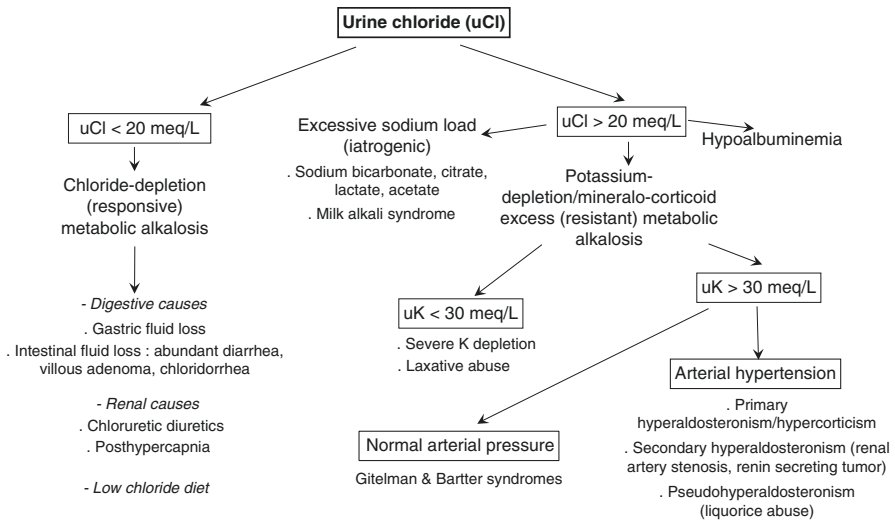 Urine chloride (uCl)
uCl < 20 meq/L
Chloride-depletion
(responsive)
metabolic alkalosis
- Digestive causes
. Gastric fluid loss
. Intestinal fluid loss : abundant diarrhea,
villous adenoma, chloridorrhea
- Renal causes
. Chloruretic diuretics
. Posthypercapnia
- Low chloride diet
Excessive sodium load
(iatrogenic)
. Sodium bicarbonate, citrate,
lactate, acetate
. Milk alkali syndrome
uCl > 20 meq/L
Hypoalbuminemia
Potassium-
depletion/mineralo-corticoid
excess (resistant) metabolic
alkalosis
uK < 30 meq/L
. Severe K depletion
. Laxative abuse
uK > 30 meq/L
Normal arterial pressure
Gitelman & Bartter syndromes
Arterial hypertension
. Primary
hyperaldosteronism/hypercorticism
. Secondary hyperaldosteronism (renal
artery stenosis, renin secreting tumor)
. Pseudohyperaldosteronism
(liquorice abuse)